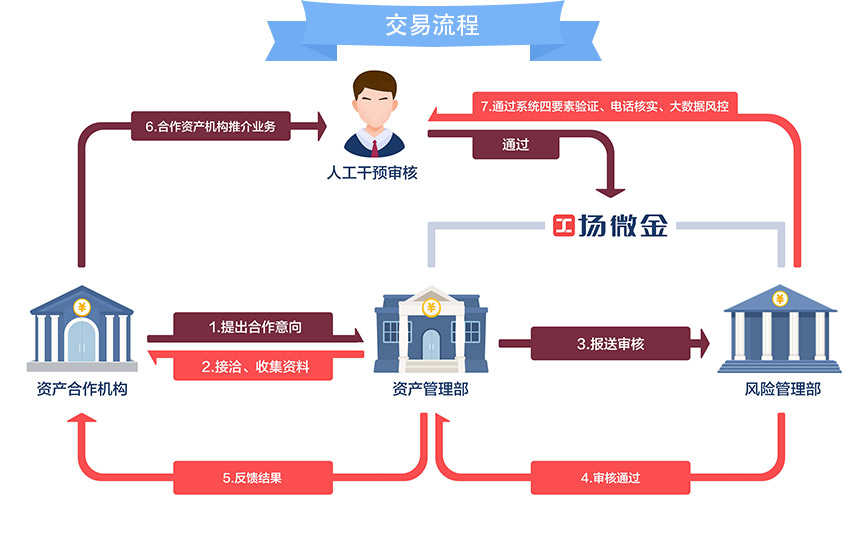 交易流程
7.通过系统四要素验证、电话核实、大数据风控
6.合作资产机构推介业务
通过
人工干预审核
扬微金
1.提出合作意向
3.报送审核
2.接洽、收集资料
资产合作机构
资产管理部
风险管理部
5.反馈结果
4.审核通过